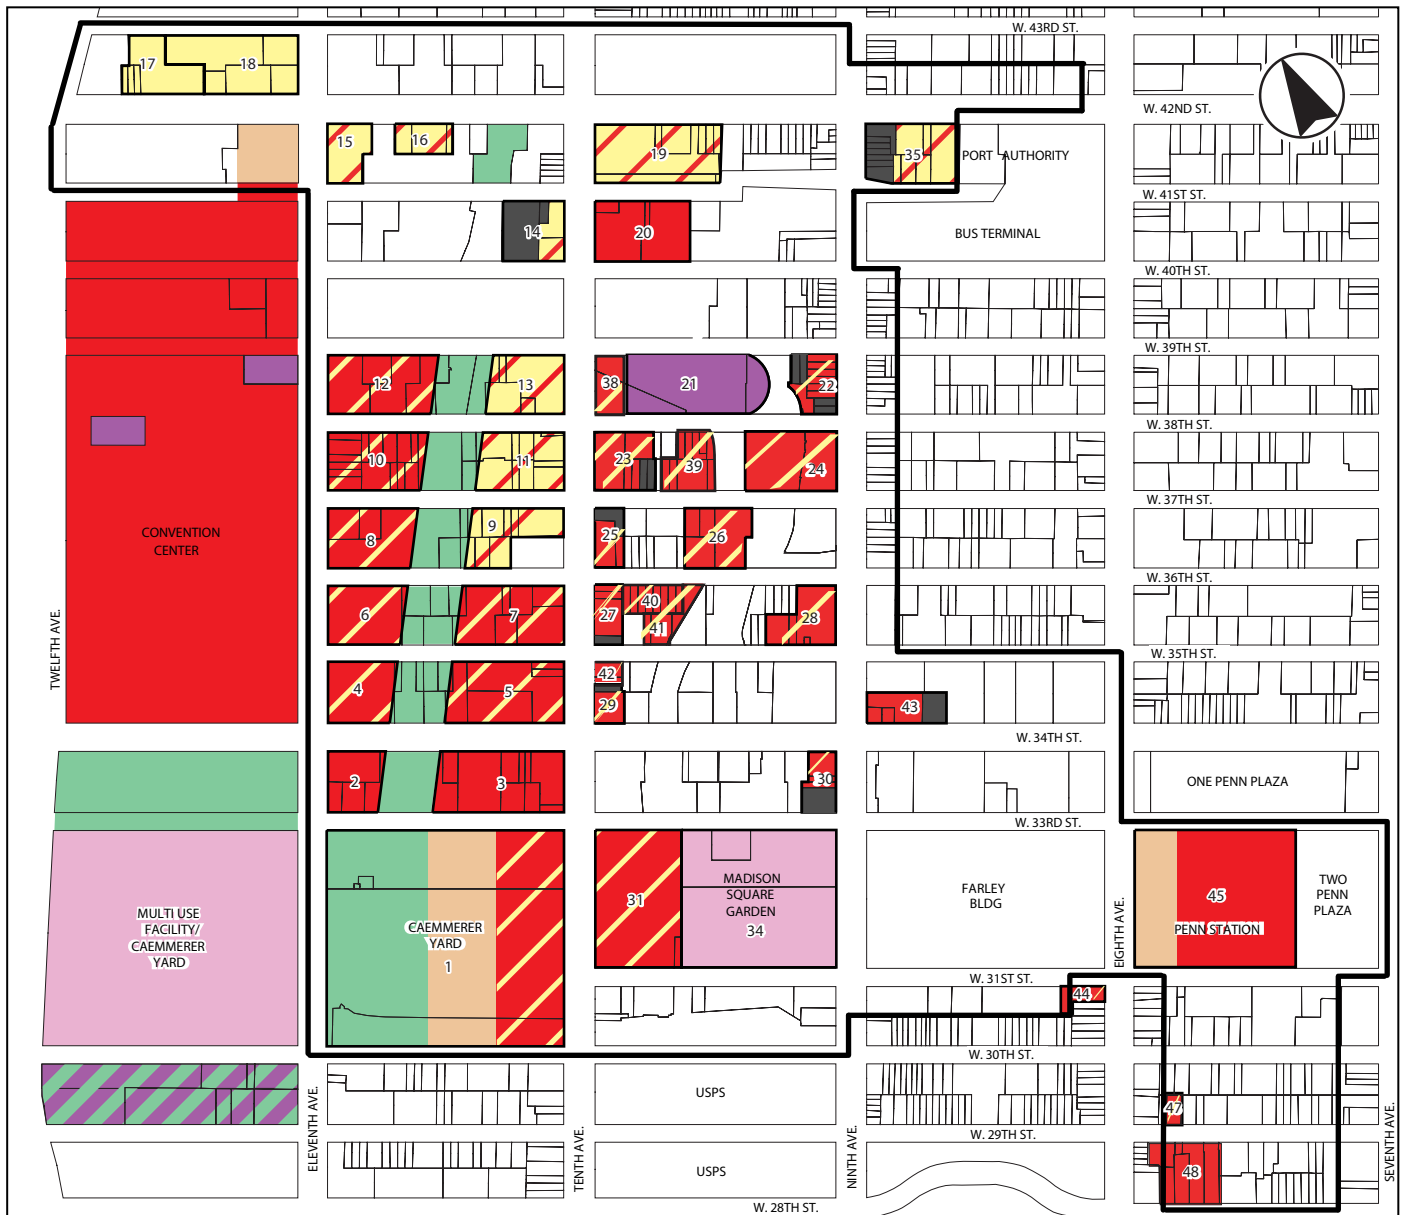 W. 43RD ST.
17
18
W. 42ND ST.
15
16
19
35
PORT AUTHORITY
W. 41ST ST.
14
20
BUS TERMINAL
W. 40TH ST.
W. 39TH ST.
12
13
38
21
22
W. 38TH ST.
10
11
23
39
24
W. 37TH ST.
CONVENTION
CENTER
8
9
25
26
W. 36TH ST.
TWELFTH AVE.
6
7
27
40
41
28
W. 35TH ST.
4
5
42
29
43
W. 34TH ST.
2
3
30
ONE PENN PLAZA
W. 33RD ST.
MULTI USE
FACILITY/
CAEMMERER
YARD
CAEMMERER
YARD
1
31
MADISON
SQUARE
GARDEN
34
FARLEY
BLDG
EIGHTH AVE.
45
PENN STATION
TWO
PENN
PLAZA
W. 31ST ST.
44
W. 30TH ST.
ELEVENTH AVE.
TENTH AVE.
USPS
NINTH AVE.
47
W. 29TH ST.
SEVENTH AVE.
USPS
48
W. 28TH ST.